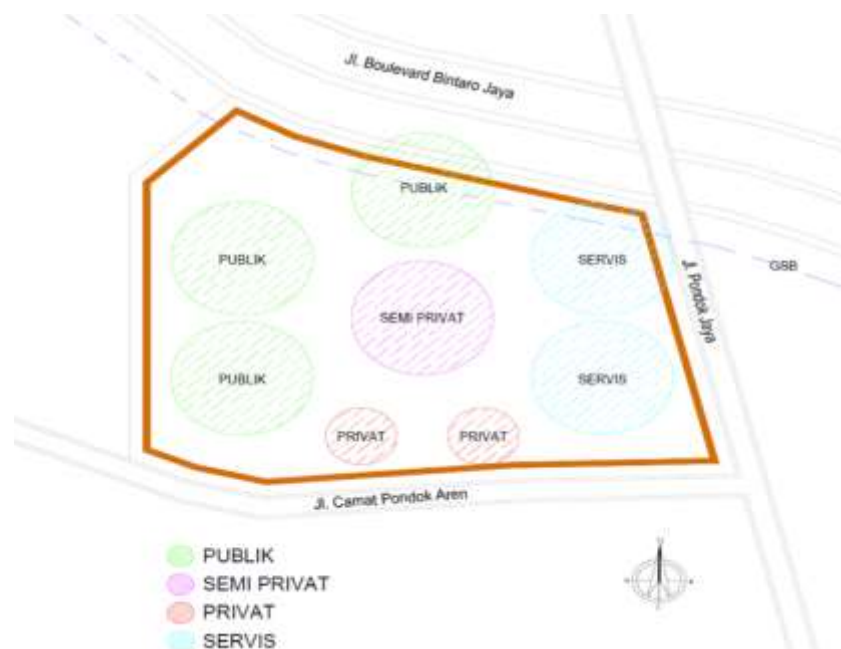 Jl. Boulevard Bintaro Jaya
PUBLIK
PUBLIK
SERVIS
GSB
Jl. Pondok Jaya
SEMI PRIVAT
PUBLIK
SERVIS
PRIVAT
PRIVAT
Jl. Camat Pondok Aren
PUBLIK
SEMI PRIVAT
PRIVAT
SERVIS